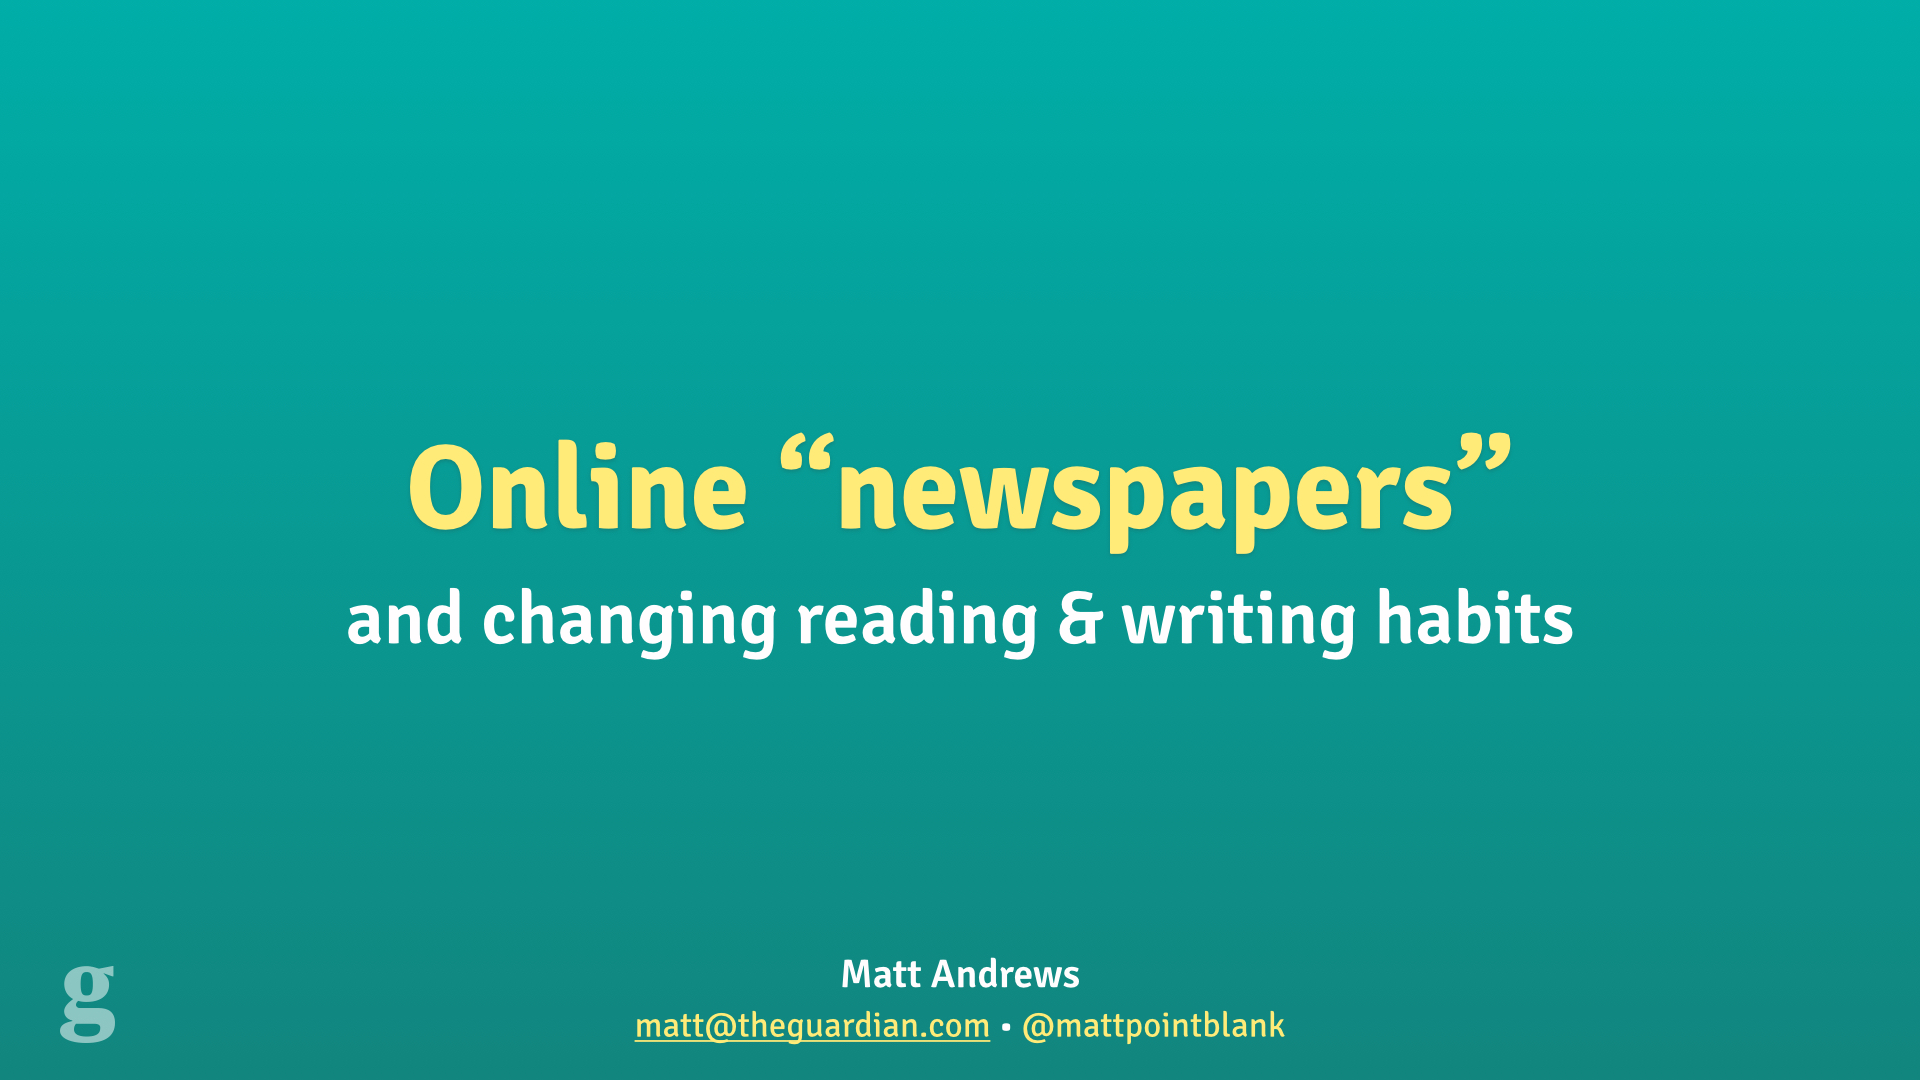 Online “newspapers”
and changing reading & writing habits
Matt Andrews
matt@theguardian.com • @mattpointblank
g